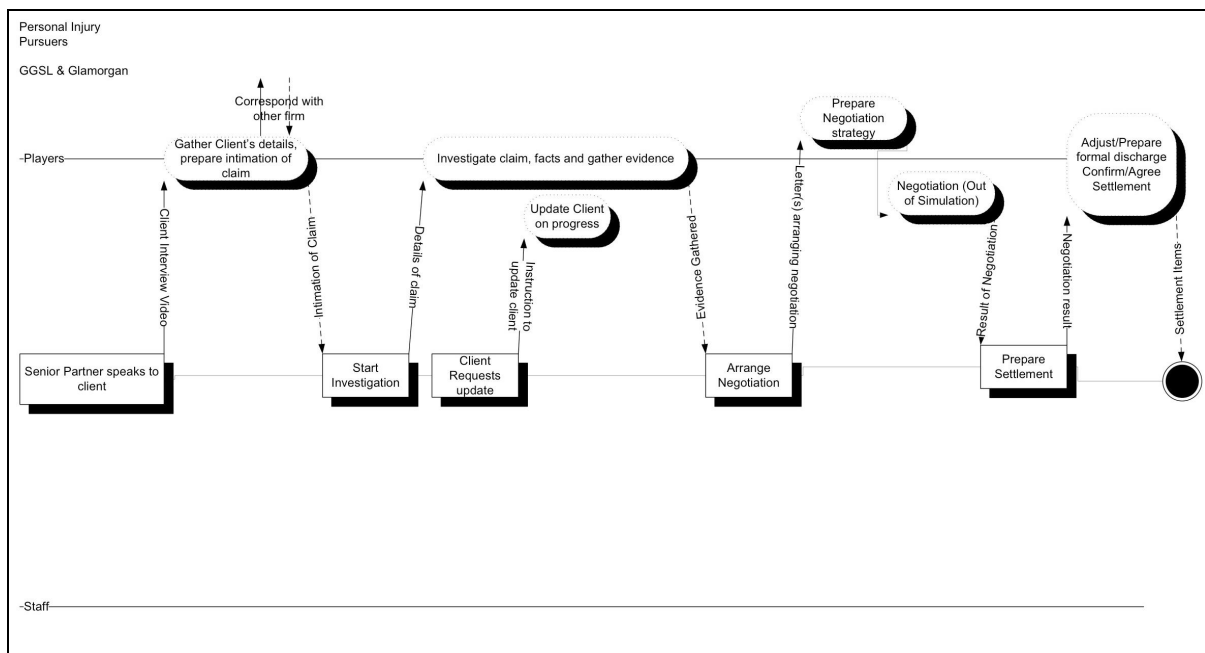 Personal Injury
Pursuers
GGSL & Glamorgan
Correspond with
other firm
Players
Gather Client's details,
prepare intimation of
claim
Client Interview Video
Intimation of Claim
Senior Partner speaks to
client
Start
Investigation
Details of claim
Investigate claim, facts and gather evidence
Update Client
on progress
Instruction to
update client
Client
Requests
update
Evidence Gathered
Arrange
Negotiation
Letter(s) arranging negotiation
Prepare
Negotiation
strategy
Negotiation (Out
of Simulation)
Result of Negotiation
Prepare
Settlement
Negotiation result
Adjust/Prepare
formal discharge
Confirm/Agree
Settlement
Settlement Items
Staff